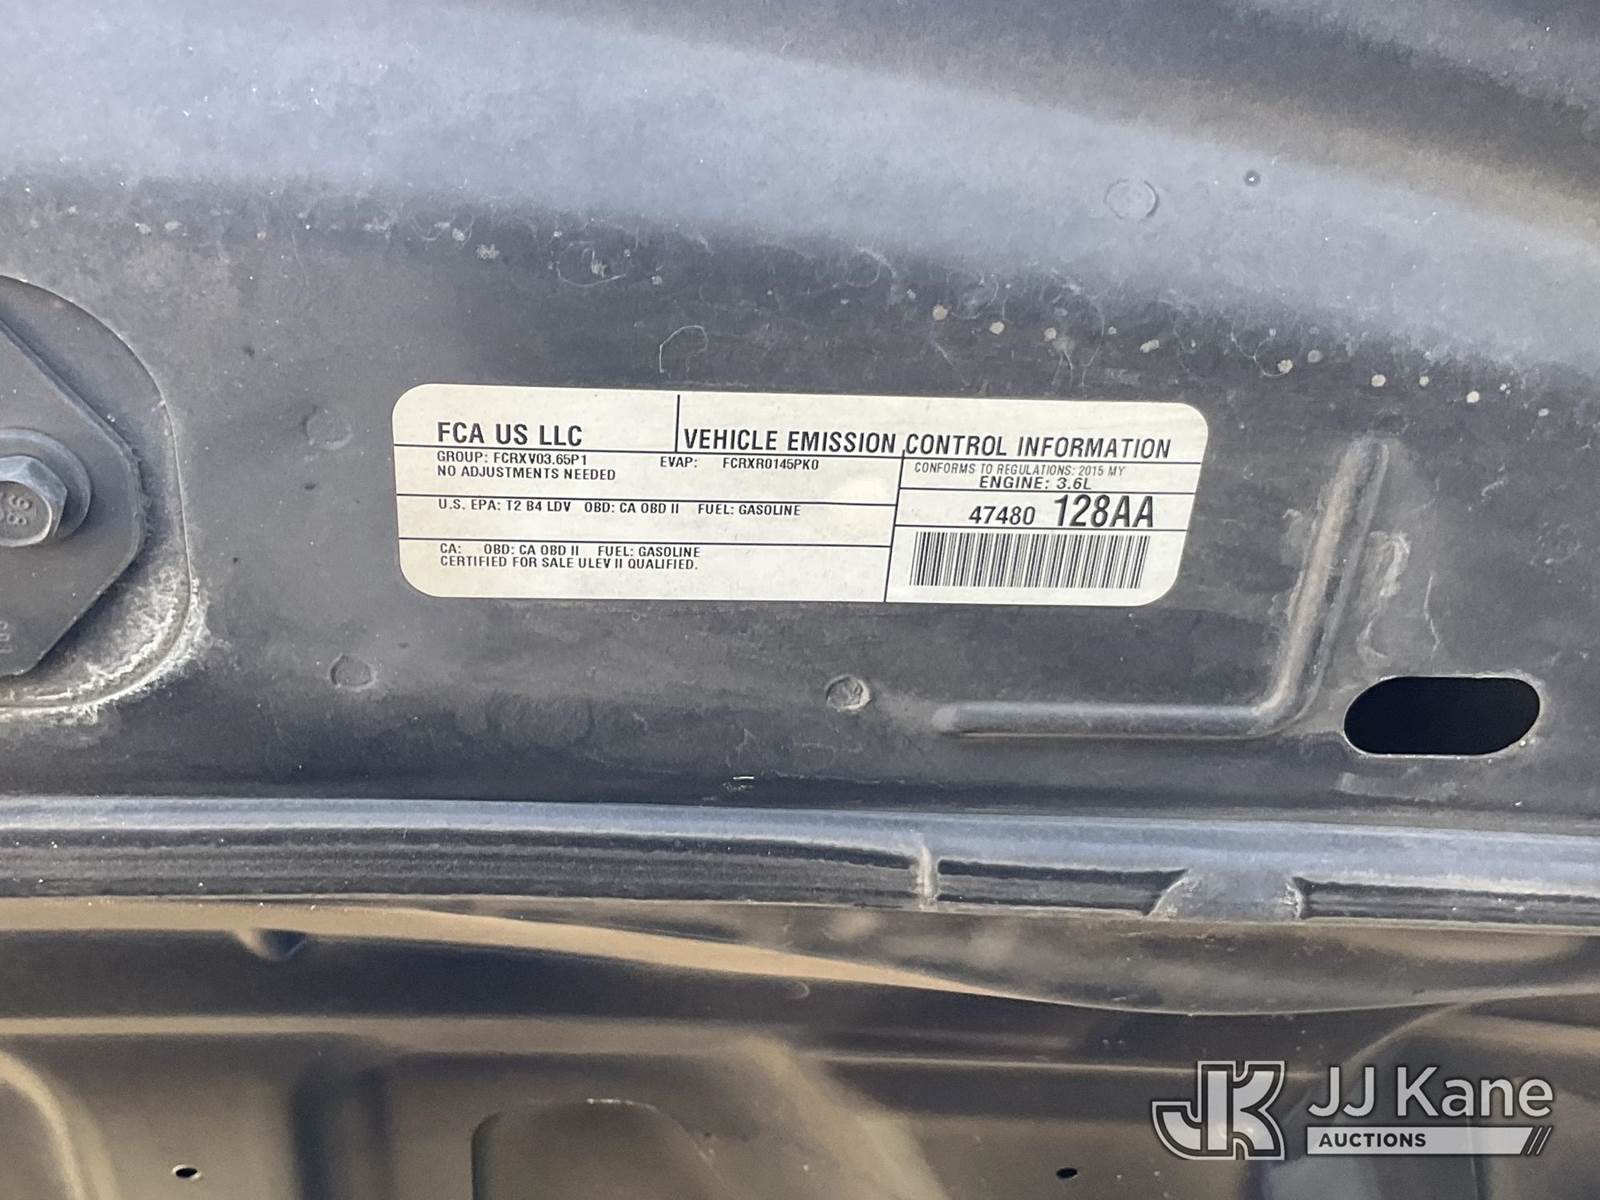 FCA US LLC
VEHICLE EMISSION CONTROL INFORMATION
GROUP: FCRXV03.65P1 EVAP: FCRXR0145PK0
NO ADJUSTMENTS NEEDED
CONFORMS TO REGULATIONS: 2015 MY
ENGINE: 3.6L
U.S. EPA: T2 B4 LDV OBD: CA OBD II FUEL: GASOLINE
47480 128AA
CA: OBD: CA OBD II FUEL: GASOLINE
CERTIFIED FOR SALE ULEV II QUALIFIED.
JK JJ Kane
AUCTIONS